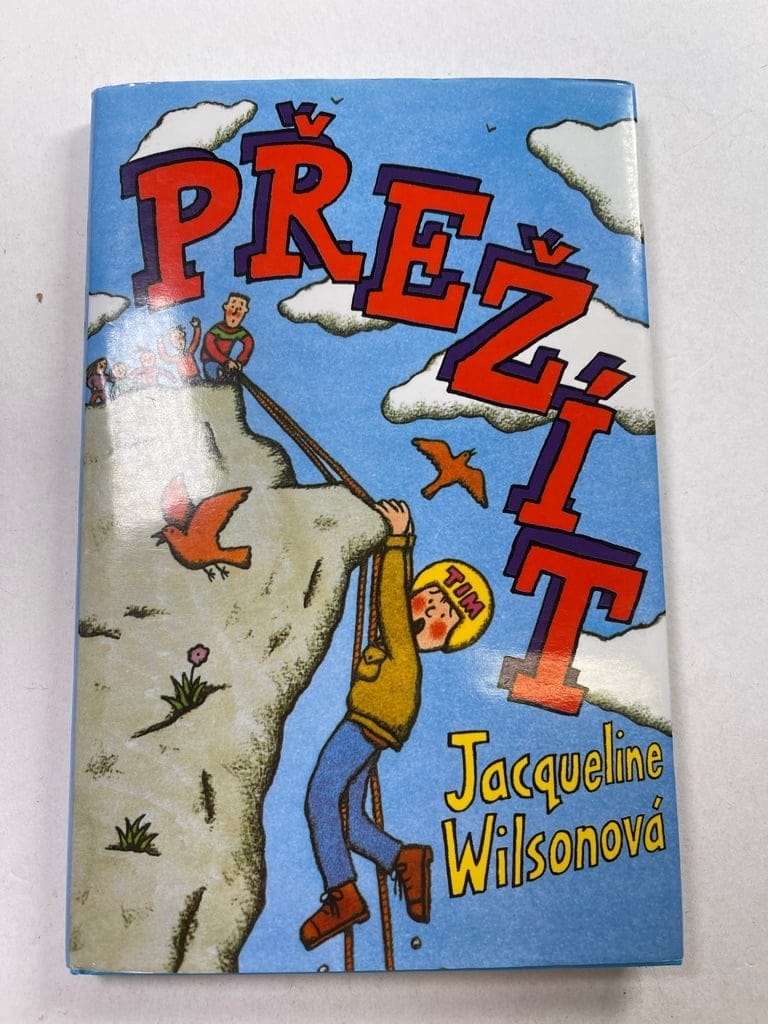 PŘEŽÍT
TIM
Jacqueline
Wilsonová